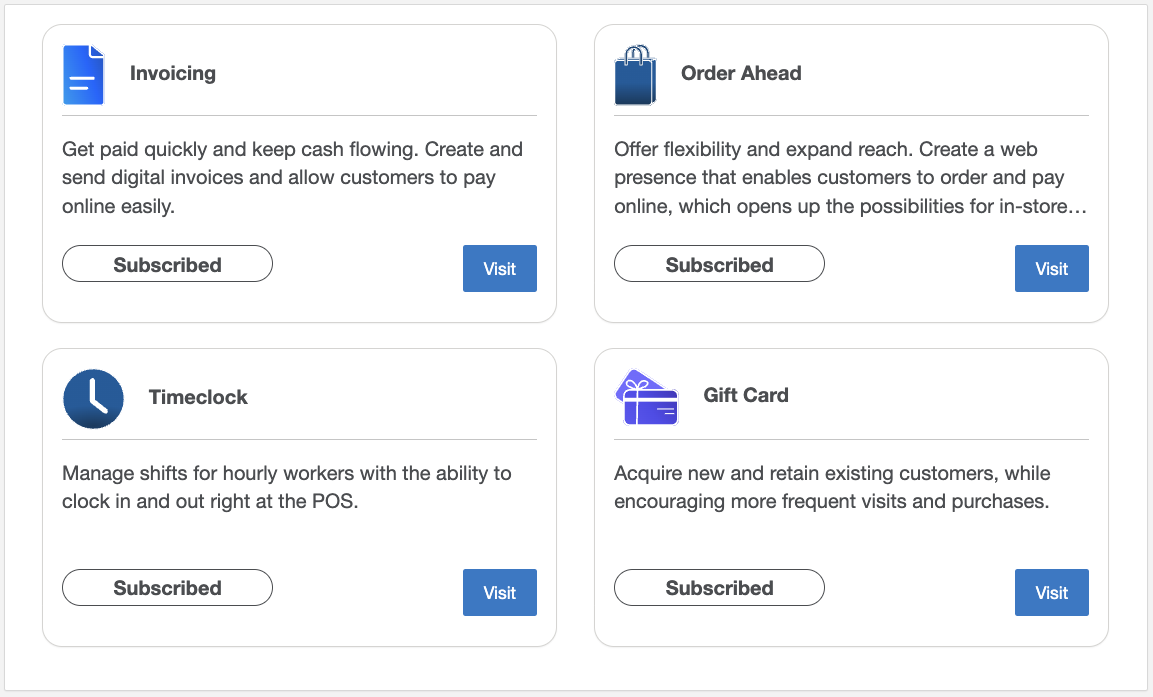 Invoicing
Get paid quickly and keep cash flowing. Create and
send digital invoices and allow customers to pay
online easily.
Subscribed
Visit
Order Ahead
Offer flexibility and expand reach. Create a web
presence that enables customers to order and pay
online, which opens up the possibilities for in-store…
Subscribed
Visit
Timeclock
Manage shifts for hourly workers with the ability to
clock in and out right at the POS.
Subscribed
Visit
Gift Card
Acquire new and retain existing customers, while
encouraging more frequent visits and purchases.
Subscribed
Visit